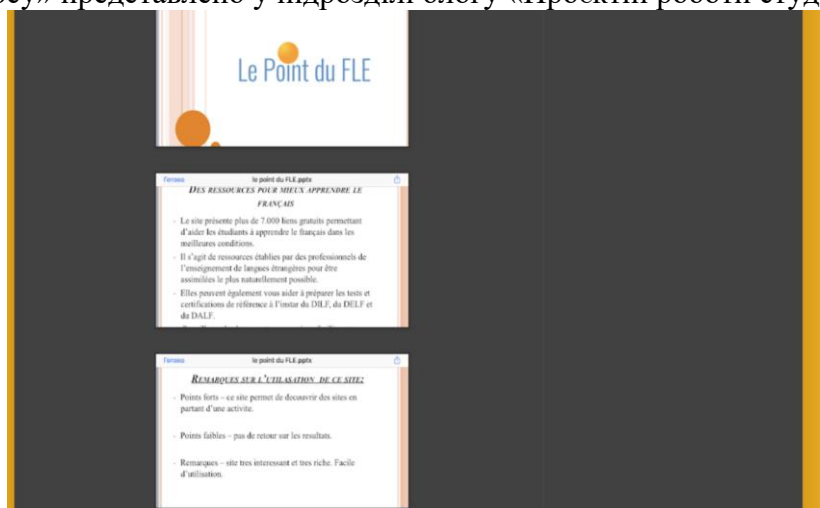 представлено у підрозділі блогу «Проєктні роботи
Le Point du FLE
le point du FLE.pptx
DES RESSOURCES POUR MIEUX APPRENDRE LE
FRANÇAIS
- Le site présente plus de 7.000 liens gratuits permettant
d’aider les étudiants à apprendre le français dans les
meilleures conditions.
- Il s’agit de ressources établies par des professionnels de
l’enseignement de langues étrangères pour être
assimilées le plus naturellement possible.
- Elles peuvent également vous aider à préparer les tests et
certifications de référence à l’instar du DILF, du DELF et
du DALF.
le point du FLE.pptx
REMARQUES SUR L’UTILASATION DE CE SITE:
- Points forts – ce site permet de decouvrir des sites en
partant d’une activite.
- Points faibles – pas de retour sur les resultats.
- Remarques – site tres interessant et tres riche. Facile
d’utilisation.